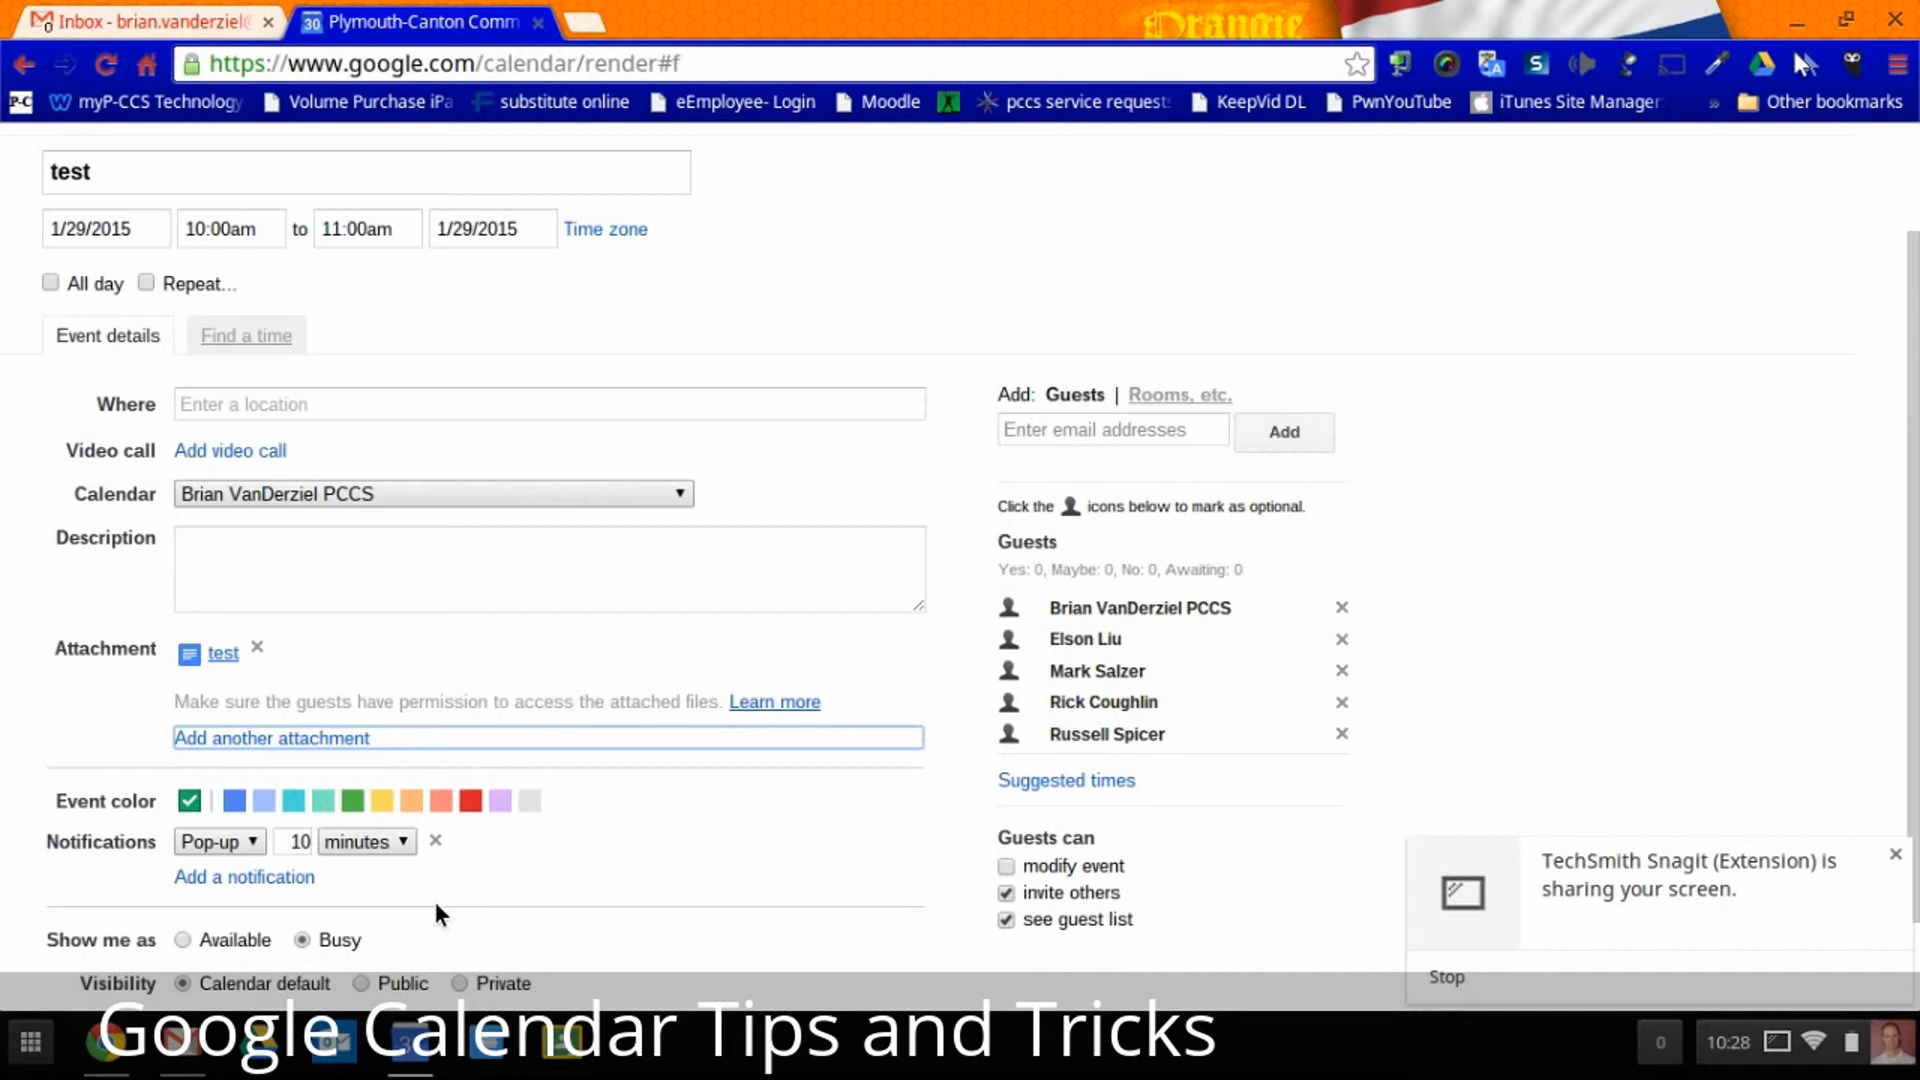 Inbox - brian.vanderziel@
30 Plymouth-Canton Comm
https://www.google.com/calendar/render#f
P-C myP-CCS Technology Volume Purchase iPa substitute online eEmployee- Login Moodle pccs service request KeepVid DL PwnYouTube iTunes Site Manager » Other bookmarks
test
1/29/2015 10:00am to 11:00am 1/29/2015 Time zone
All day Repeat...
Event details Find a time
Where Enter a location
Video call Add video call
Calendar Brian VanDerziel PCCS
Description
Attachment test
Make sure the guests have permission to access the attached files. Learn more
Add another attachment
Event color
Notifications Pop-up 10 minutes
Add a notification
Show me as Available Busy
Visibility Calendar default Public Private
Add: Guests | Rooms, etc.
Enter email addresses Add
Click the icons below to mark as optional.
Guests
Yes: 0, Maybe: 0, No: 0, Awaiting: 0
Brian VanDerziel PCCS
Elson Liu
Mark Salzer
Rick Coughlin
Russell Spicer
Suggested times
Guests can
modify event
invite others
see guest list
TechSmith Snagit (Extension) is
sharing your screen.
Stop
Google Calendar Tips and Tricks
0 10:28